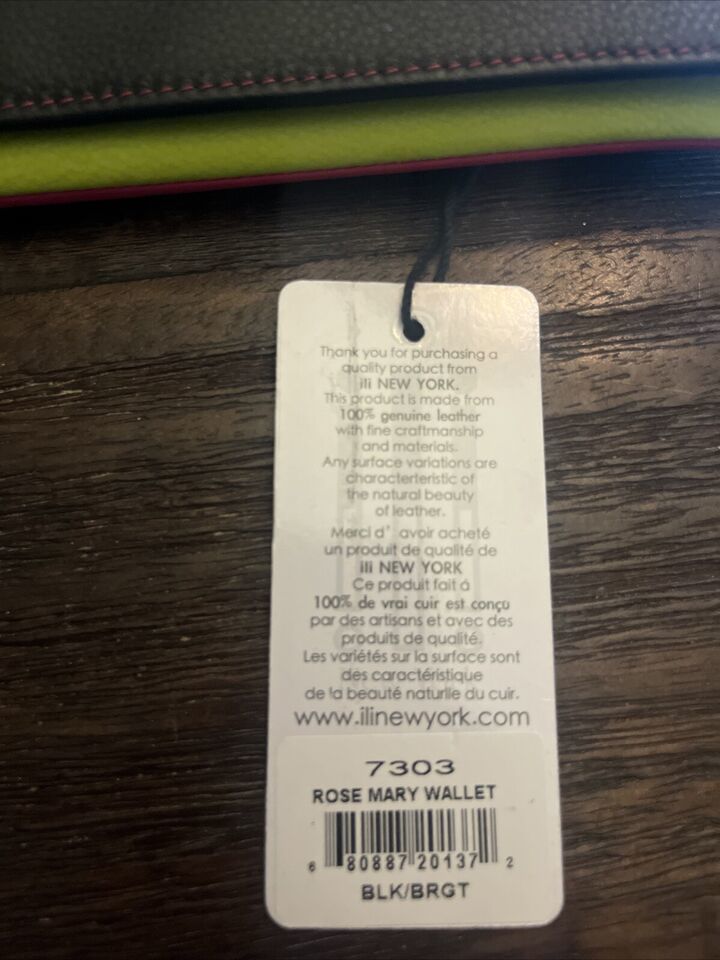 Thank you for purchasing a
quality product from
ili NEW YORK.
This product is made from
100% genuine leather
with fine craftmanship
and materials.
Any surface variations are
characterteristic of
the natural beauty
of leather.
Merci d' avoir acheté
un produit de qualité de
ili NEW YORK
Ce produit fait á
100% de vrai cuir est conçu
par des artisans et avec des
produits de qualité.
Les variétés sur la surface sont
des caractéristique
de la beauté naturlle du cuir.
www.ilinewyork.com
7303
ROSE MARY WALLET
6 80887 20137 2
BLK/BRGT